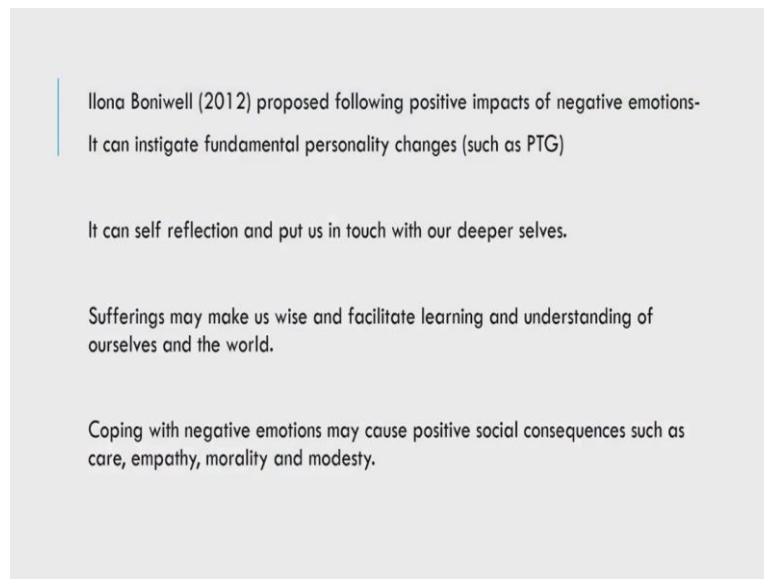 Ilona Boniwell (2012) proposed following positive impacts of negative emotions-
It can instigate fundamental personality changes (such as PTG)
It can self reflection and put us in touch with our deeper selves.
Sufferings may make us wise and facilitate learning and understanding of
ourselves and the world.
Coping with negative emotions may cause positive social consequences such as
care, empathy, morality and modesty.